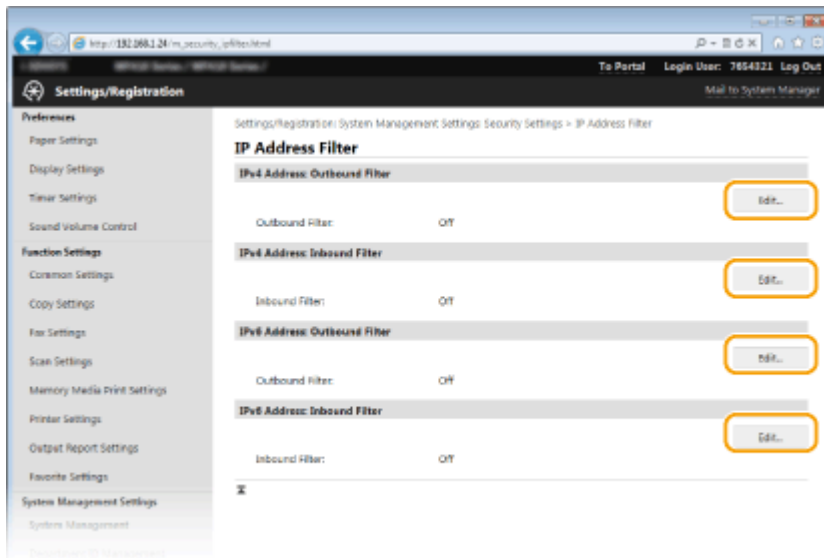 http://192.168.1.24/m_security_ipfilter.html
To Portal Login User: 7654321 Log Out
Settings/Registration
Mail to System Manager
Preferences
Paper Settings
Display Settings
Timer Settings
Sound Volume Control
Function Settings
Common Settings
Copy Settings
Fax Settings
Scan Settings
Memory Media Print Settings
Printer Settings
Output Report Settings
Favorite Settings
System Management Settings
System Management
Settings/Registration: System Management Settings: Security Settings > IP Address Filter
IP Address Filter
IPv4 Address: Outbound Filter
Edit...
Outbound Filter: Off
IPv4 Address: Inbound Filter
Edit...
Inbound Filter: Off
IPv6 Address: Outbound Filter
Edit...
Outbound Filter: Off
IPv6 Address: Inbound Filter
Edit...
Inbound Filter: Off